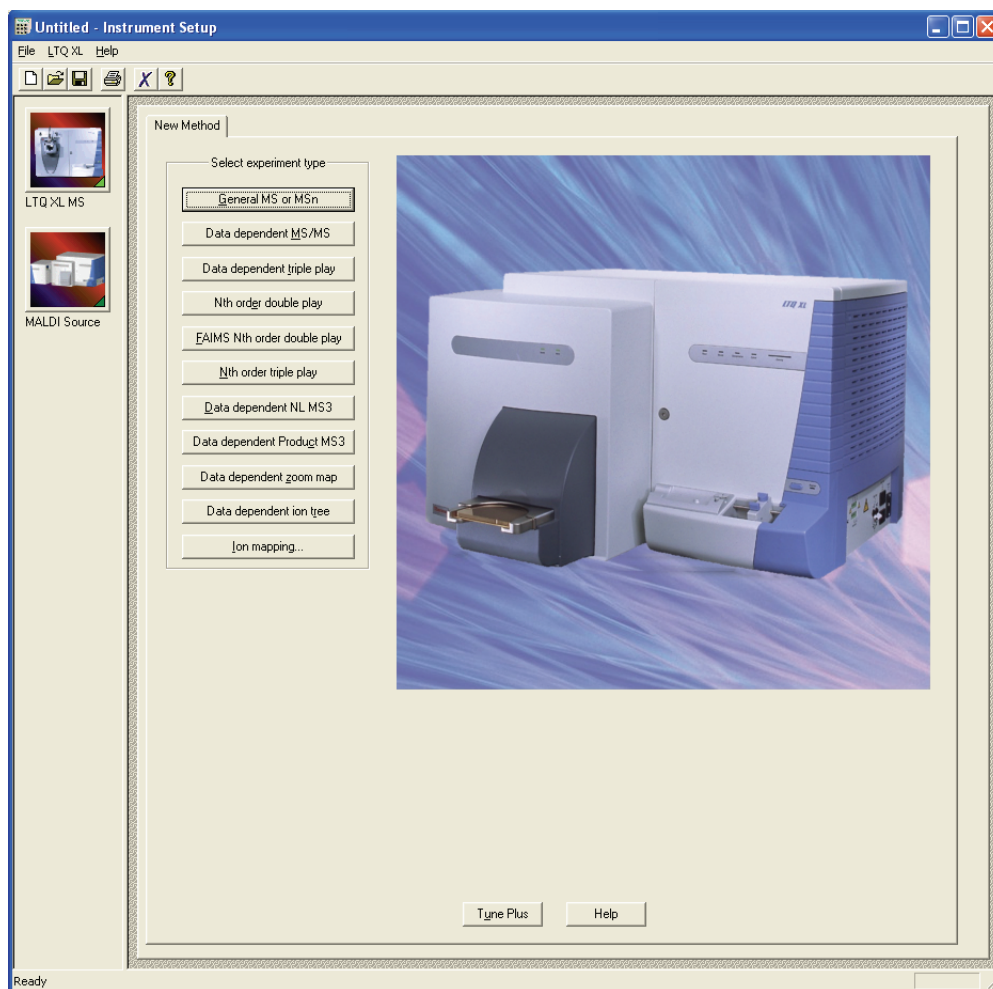 Untitled - Instrument Setup
File LTQ XL Help
LTQ XL MS
MALDI Source
New Method
Select experiment type
General MS or MSn
Data dependent MS/MS
Data dependent triple play
Nth order double play
FAIMS Nth order double play
Nth order triple play
Data dependent NL MS3
Data dependent Product MS3
Data dependent zoom map
Data dependent ion tree
Ion mapping...
LTQ XL
Tune Plus Help
Ready